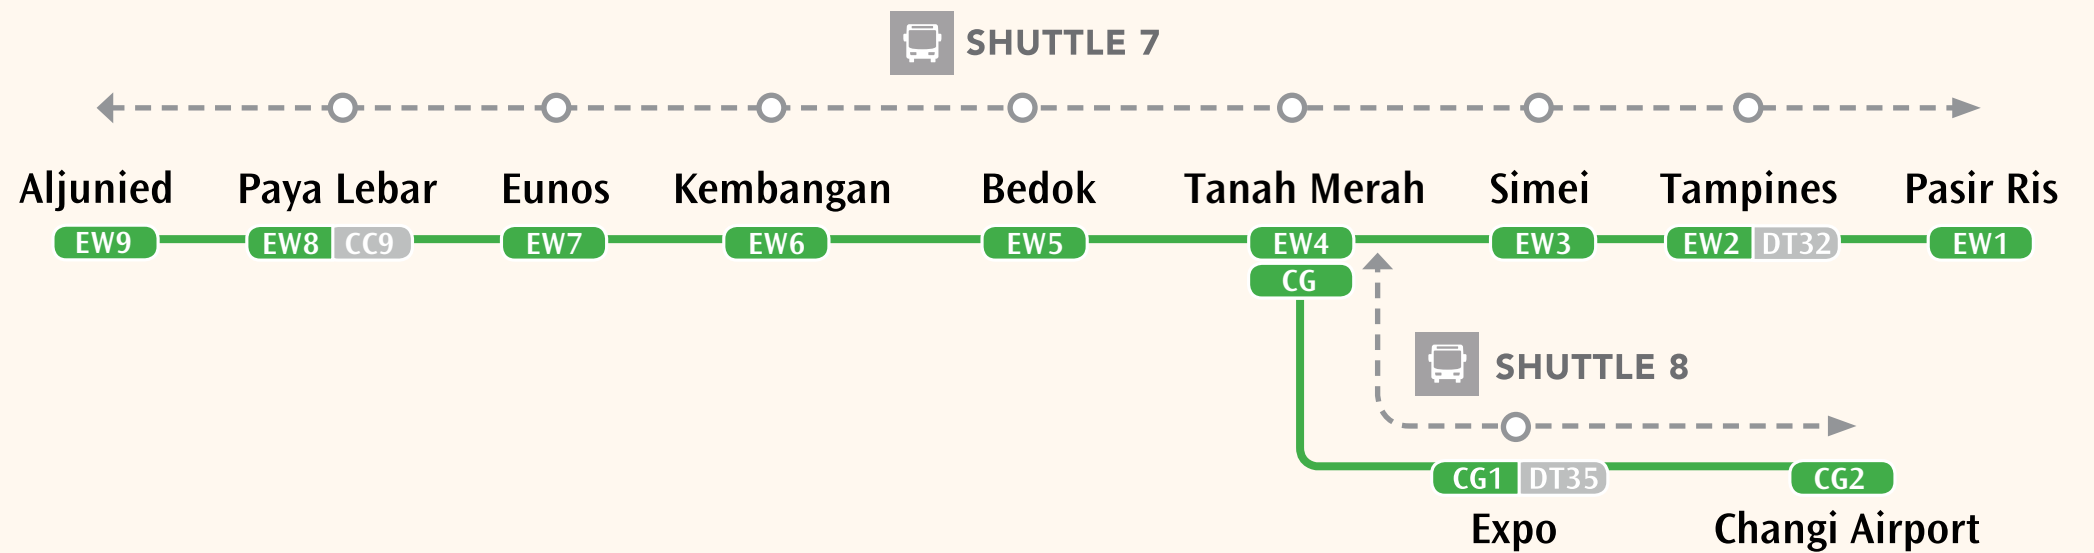 SHUTTLE 7
Aljunied Paya Lebar Eunos Kembangan Bedok Tanah Merah Simei Tampines Pasir Ris
EW9 EW8 CC9 EW7 EW6 EW5 EW4 EW3 EW2 DT32 EW1
CG
SHUTTLE 8
CG1 DT35 CG2
Expo Changi Airport